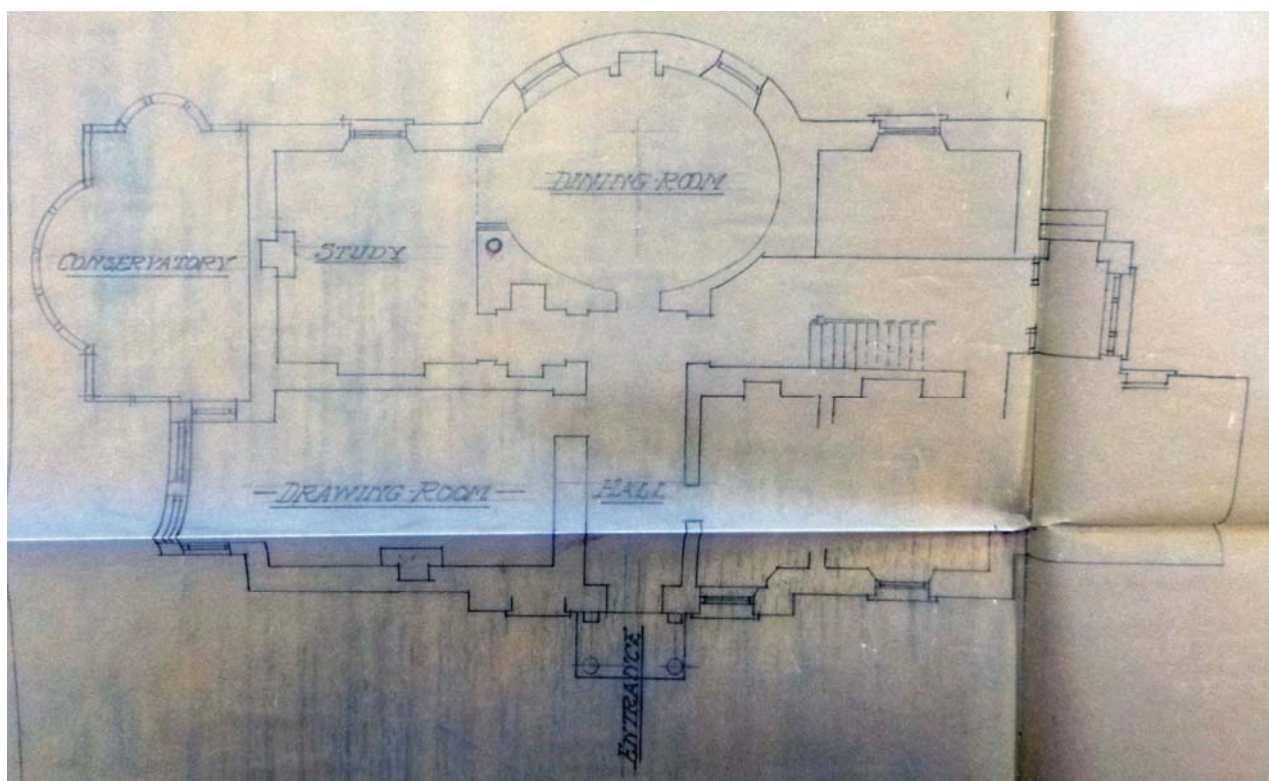 DINING·ROOM
CONSERVATORY
STUDY
—DRAWING·ROOM—
HALL
ENTRANCE